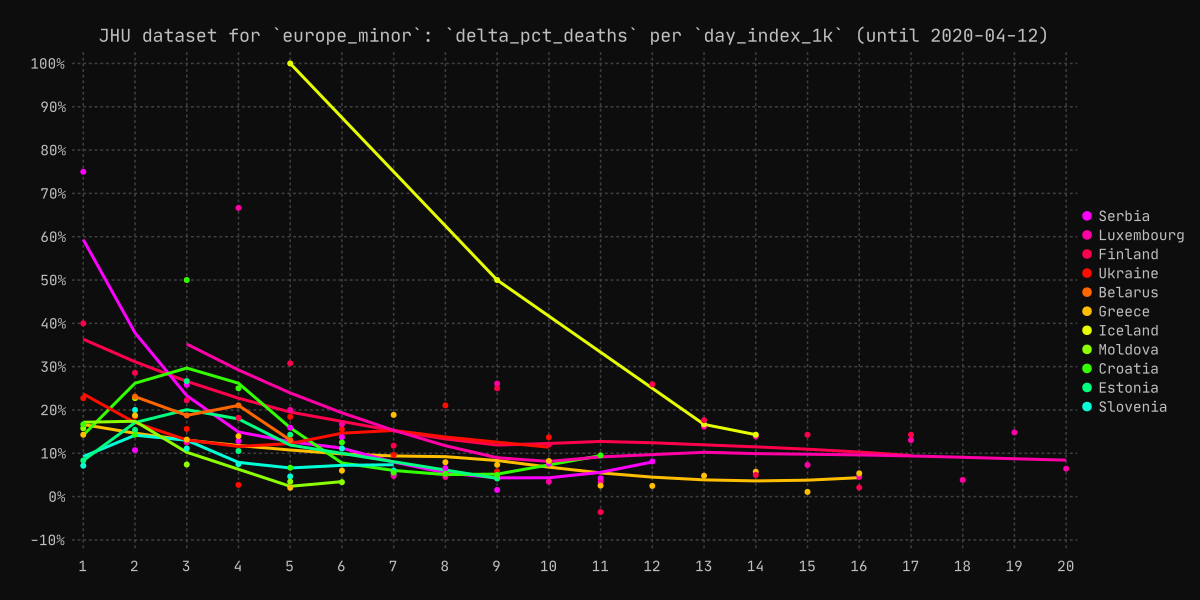 JHU dataset for `europe_minor`: `delta_pct_deaths` per `day_index_1k` (until 2020-04-12)
100%
90%
80%
70%
60%
50%
40%
30%
20%
10%
0%
-10%
1 2 3 4 5 6 7 8 9 10 11 12 13 14 15 16 17 18 19 20
Serbia
Luxembourg
Finland
Ukraine
Belarus
Greece
Iceland
Moldova
Croatia
Estonia
Slovenia